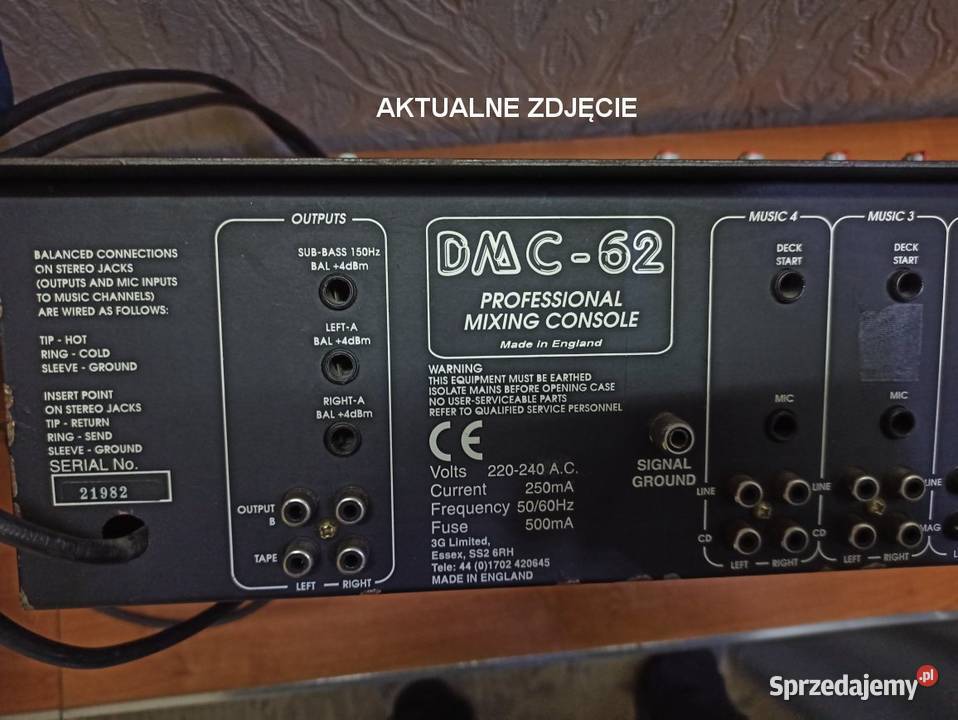 AKTUALNE ZDJĘCIE
BALANCED CONNECTIONS
ON STEREO JACKS
(OUTPUTS AND MIC INPUTS
TO MUSIC CHANNELS)
ARE WIRED AS FOLLOWS:
TIP - HOT
RING - COLD
SLEEVE - GROUND
INSERT POINT
ON STEREO JACKS
TIP - RETURN
RING - SEND
SLEEVE - GROUND
SERIAL No.
21982
OUTPUTS
SUB-BASS 150Hz
BAL +4dBm
LEFT-A
BAL +4dBm
RIGHT-A
BAL +4dBm
OUTPUT
B
TAPE
LEFT
RIGHT
DMC-62
PROFESSIONAL
MIXING CONSOLE
Made in England
WARNING
THIS EQUIPMENT MUST BE EARTHED
ISOLATE MAINS BEFORE OPENING CASE
NO USER-SERVICEABLE PARTS
REFER TO QUALIFIED SERVICE PERSONNEL
CE
Volts 220-240 A.C.
Current 250mA
Frequency 50/60Hz
Fuse 500mA
3G Limited,
Essex, SS2 6RH
Tele: 44 (0)1702 420645
MADE IN ENGLAND
SIGNAL
GROUND
MUSIC 4
DECK
START
MIC
LINE
CD
LEFT
RIGHT
MUSIC 3
DECK
START
MIC
LINE
CD
LEFT
RIGHT
LINE
MAG
Sprzedajemy.pl